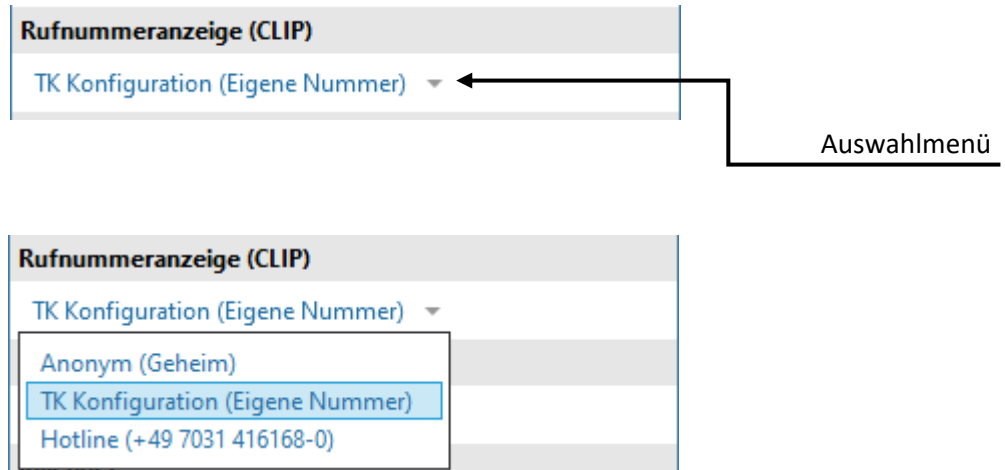 Rufnummeranzeige (CLIP)
TK Konfiguration (Eigene Nummer)
Auswahlmenü
Rufnummeranzeige (CLIP)
TK Konfiguration (Eigene Nummer)
Anonym (Geheim)
TK Konfiguration (Eigene Nummer)
Hotline (+49 7031 416168-0)